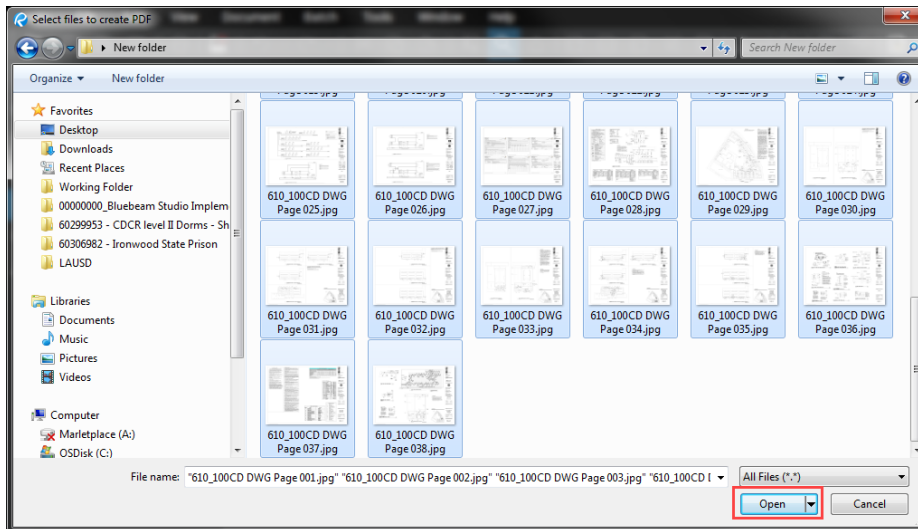 Select files to create PDF
View Document Batch Tools Window Help
New folder
Search New folder
Organize
New folder
Favorites
Desktop
Downloads
Recent Places
Working Folder
00000000_Bluebeam Studio Implem
60299953 - CDCR level II Dorms - Sh
60306982 - Ironwood State Prison
LAUSD
Libraries
Documents
Music
Pictures
Videos
Computer
Marletplace (A:)
OSDisk (C:)
610_100CD DWG
Page 025.jpg
610_100CD DWG
Page 026.jpg
610_100CD DWG
Page 027.jpg
610_100CD DWG
Page 028.jpg
610_100CD DWG
Page 029.jpg
610_100CD DWG
Page 030.jpg
610_100CD DWG
Page 031.jpg
610_100CD DWG
Page 032.jpg
610_100CD DWG
Page 033.jpg
610_100CD DWG
Page 034.jpg
610_100CD DWG
Page 035.jpg
610_100CD DWG
Page 036.jpg
610_100CD DWG
Page 037.jpg
610_100CD DWG
Page 038.jpg
File name: "610_100CD DWG Page 001.jpg" "610_100CD DWG Page 002.jpg" "610_100CD DWG Page 003.jpg" "610_100CD
All Files (*.*)
Open
Cancel